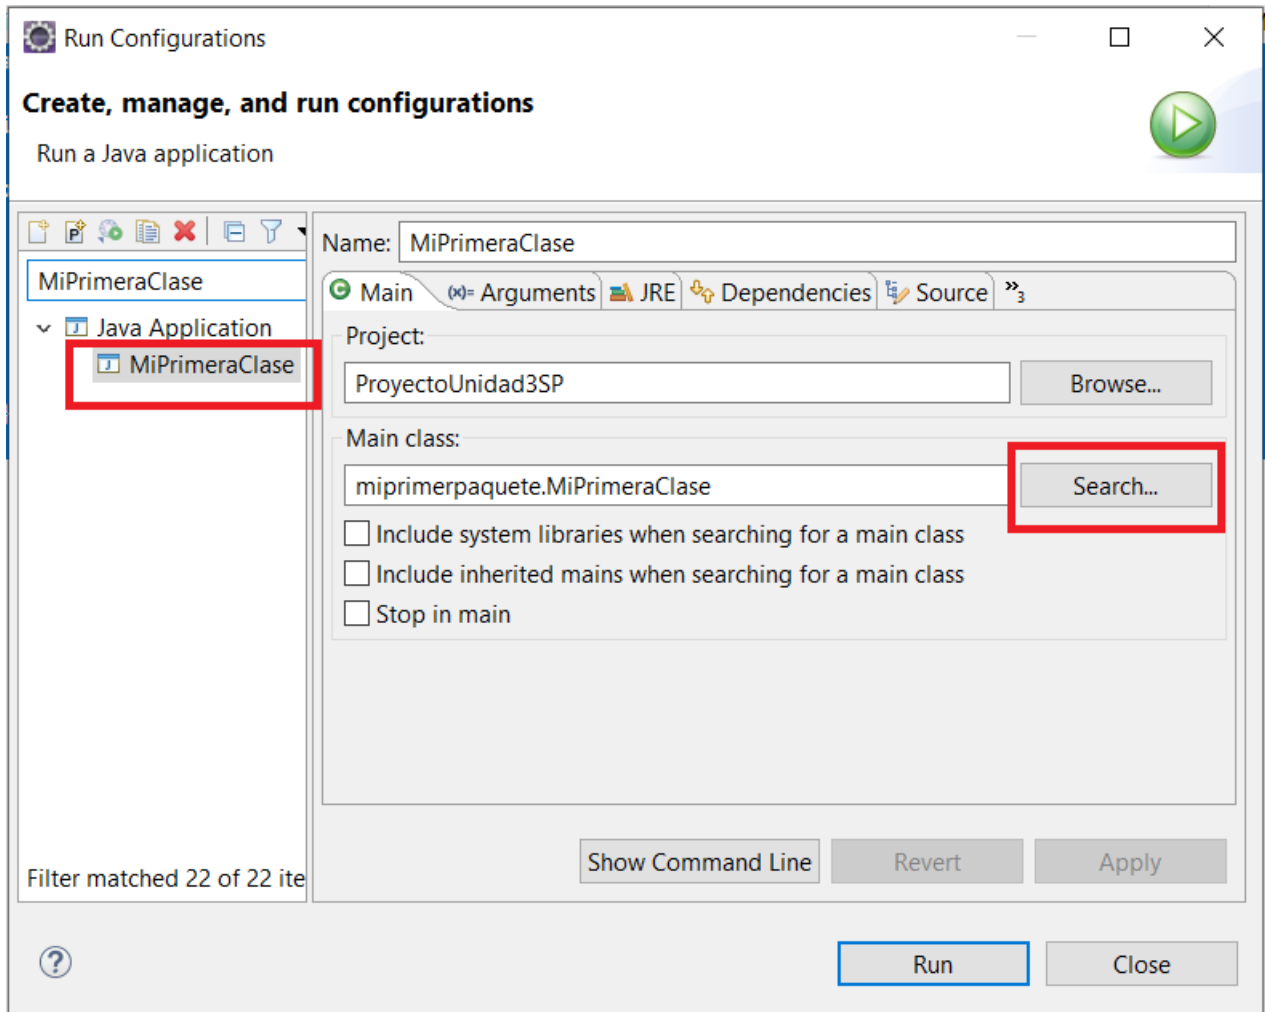 Run Configurations
Create, manage, and run configurations
Run a Java application
MiPrimeraClase
Java Application
MiPrimeraClase
Filter matched 22 of 22 ite
Name: MiPrimeraClase
Main (x)= Arguments JRE Dependencies Source »3
Project:
ProyectoUnidad3SP Browse...
Main class:
miprimerpaquete.MiPrimeraClase Search...
Include system libraries when searching for a main class
Include inherited mains when searching for a main class
Stop in main
Show Command Line Revert Apply
Run Close